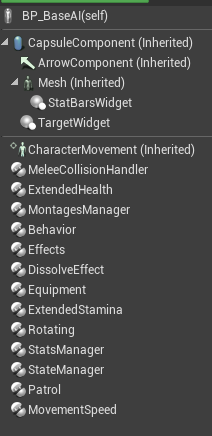 BP_BaseAI(self)
CapsuleComponent (Inherited)
ArrowComponent (Inherited)
Mesh (Inherited)
StatBarsWidget
TargetWidget
CharacterMovement (Inherited)
MeleeCollisionHandler
ExtendedHealth
MontagesManager
Behavior
Effects
DissolveEffect
Equipment
ExtendedStamina
Rotating
StatsManager
StateManager
Patrol
MovementSpeed